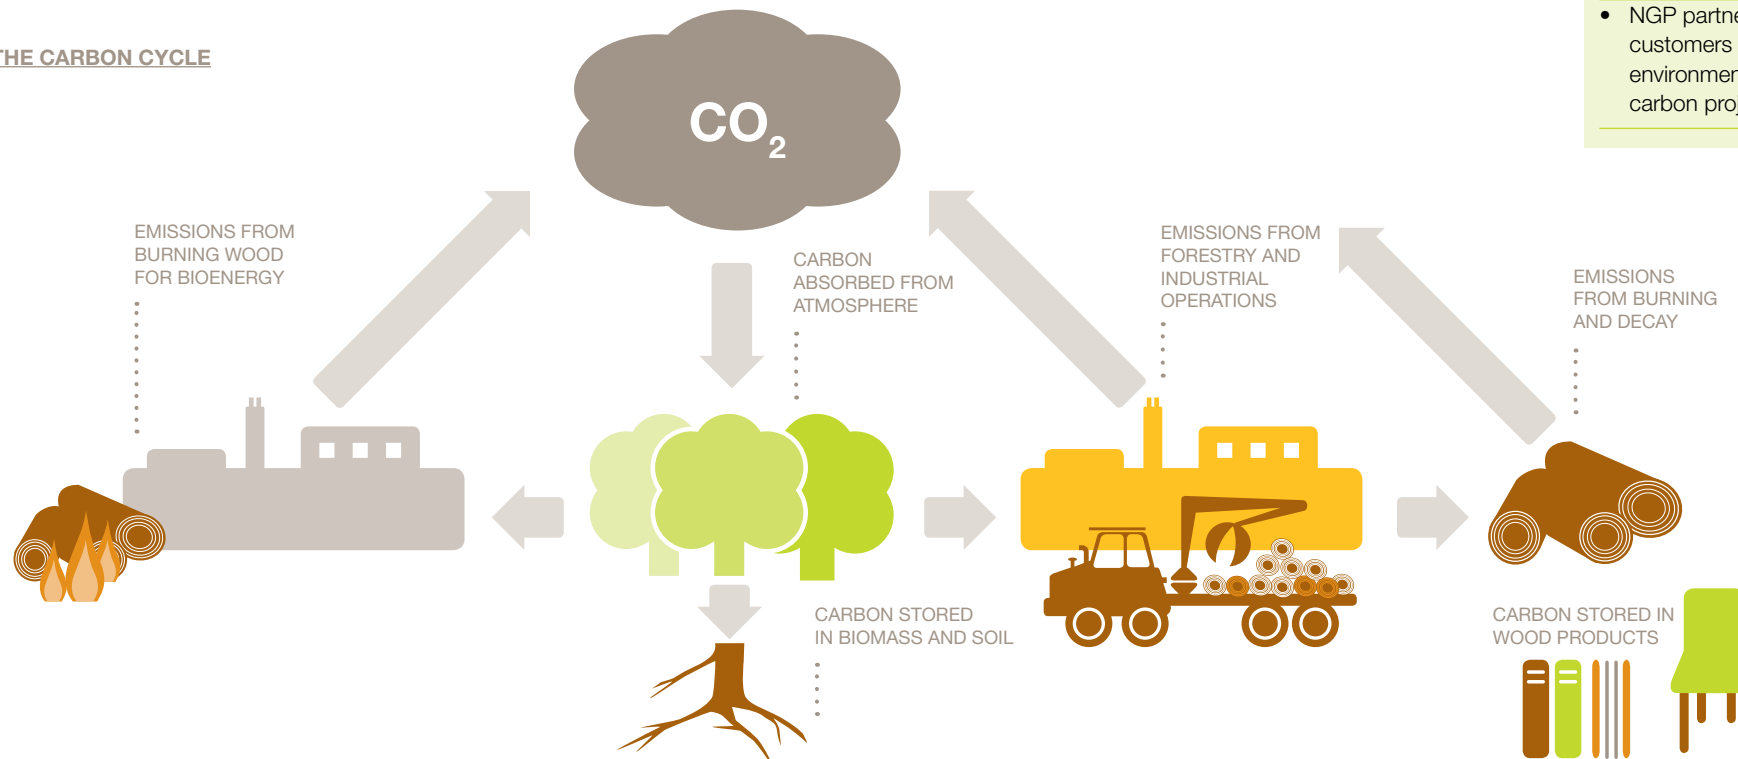 THE CARBON CYCLE
• NGP
customers
carbon
CO2
EMISSIONS FROM
BURNING WOOD
FOR BIOENERGY
CARBON
ABSORBED FROM
ATMOSPHERE
EMISSIONS FROM
FORESTRY AND
INDUSTRIAL
OPERATIONS
EMISSIONS
FROM BURNING
AND DECAY
CARBON STORED
IN BIOMASS AND SOIL
CARBON STORED IN
WOOD PRODUCTS